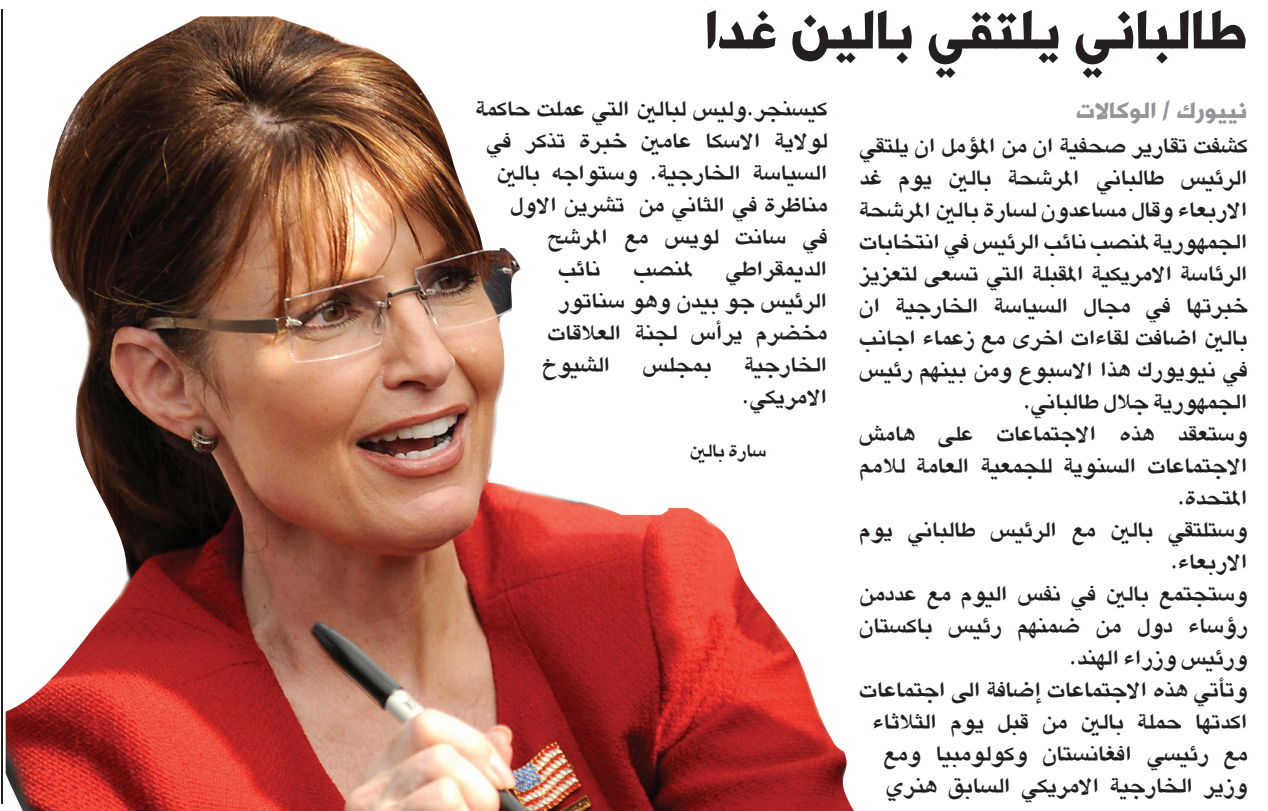 طالباني يلتقي بالين غدا
نييورك / الوكالات
كشفت تقارير صحفية ان من المؤمل ان يلتقي
الرئيس طالباني المرشحة بالين يوم غد
الاربعاء وقال مساعدون لسارة بالين المرشحة
الجمهورية لمنصب نائب الرئيس في انتخابات
الرئاسة الامريكية المقبلة التي تسعى لتعزيز
خبرتها في مجال السياسة الخارجية ان
بالين اضافت لقاءات اخرى مع زعماء اجانب
في نيويورك هذا الاسبوع ومن بينهم رئيس
الجمهورية جلال طالباني.
وستعقد هذه الاجتماعات على هامش
الاجتماعات السنوية للجمعية العامة للامم
المتحدة.
وستلتقي بالين مع الرئيس طالباني يوم
الاربعاء.
وستجتمع بالين في نفس اليوم مع عددمن
رؤساء دول من ضمنهم رئيس باكستان
ورئيس وزراء الهند.
وتأتي هذه الاجتماعات إضافة الى اجتماعات
اكدتها حملة بالين من قبل يوم الثلاثاء
مع رئيسي افغانستان وكولومبيا ومع
وزير الخارجية الامريكي السابق هنري
كيسنجر.وليس لبالين التي عملت حاكمة
لولاية الاسكا عامين خبرة تذكر في
السياسة الخارجية. وستواجه بالين
مناظرة في الثاني من تشرين الاول
في سانت لويس مع المرشح
الديمقراطي لمنصب نائب
الرئيس جو بيدن وهو سناتور
مخضرم يرأس لجنة العلاقات
الخارجية بمجلس الشيوخ
الامريكي.
سارة بالين